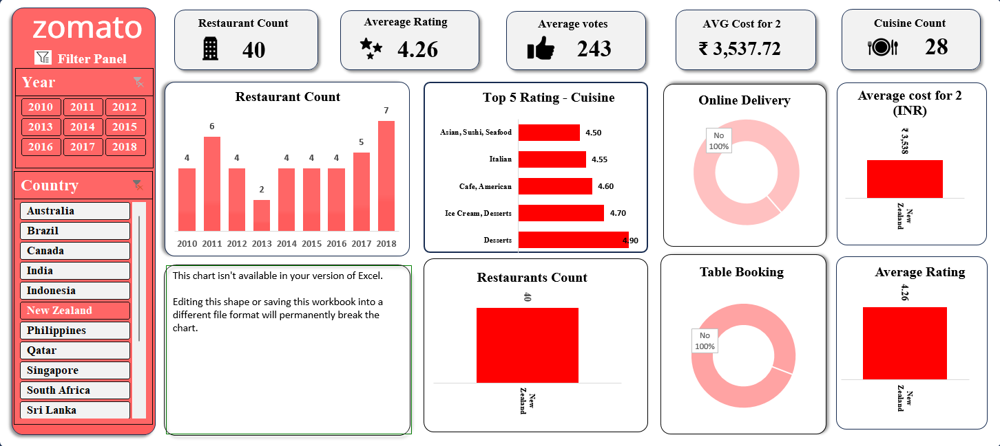 zomato
Filter Panel
Year
2010 2011 2012
2013 2014 2015
2016 2017 2018
Country
Australia
Brazil
Canada
India
Indonesia
New Zealand
Philippines
Qatar
Singapore
South Africa
Sri Lanka
Restaurant Count
40
Avereage Rating
4.26
Average votes
243
AVG Cost for 2
₹ 3,537.72
Cuisine Count
28
Restaurant Count
4 6 4 2 4 4 4 5 7
2010 2011 2012 2013 2014 2015 2016 2017 2018
Top 5 Rating - Cuisine
Asian, Sushi, Seafood 4.50
Italian 4.55
Cafe, American 4.60
Ice Cream, Desserts 4.70
Desserts 4.90
Online Delivery
No
100%
Average cost for 2
(INR)
₹ 3,538
New
Zealand
This chart isn't available in your version of Excel.
Editing this shape or saving this workbook into a
different file format will permanently break the
chart.
Restaurants Count
40
New
Zealand
Table Booking
No
100%
Average Rating
4.26
New
Zealand